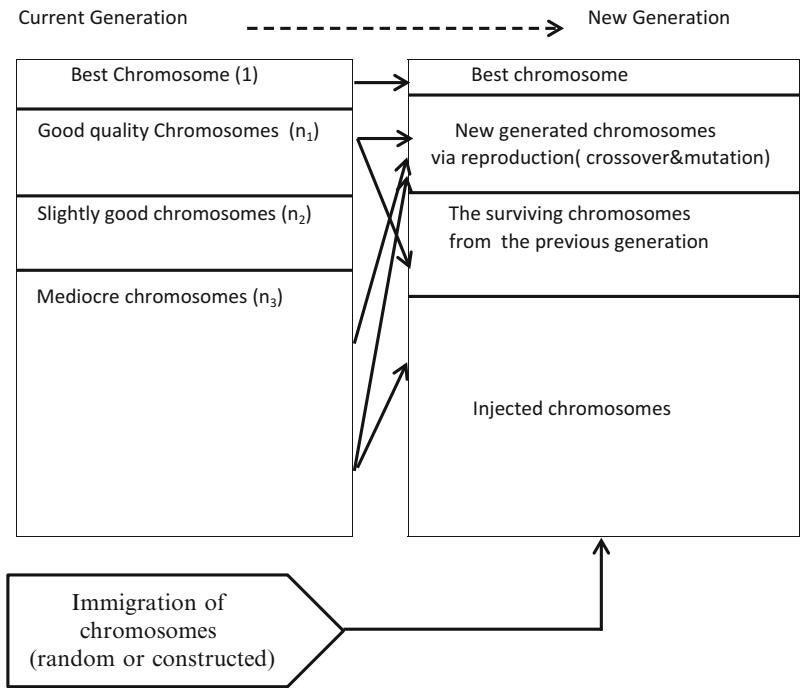 Current Generation
New Generation
Best Chromosome (1)
Good quality Chromosomes (n₁)
Slightly good chromosomes (n₂)
Mediocre chromosomes (n₃)
Best chromosome
New generated chromosomes
via reproduction( crossover&mutation)
The surviving chromosomes
from the previous generation
Injected chromosomes
Immigration of
chromosomes
(random or constructed)